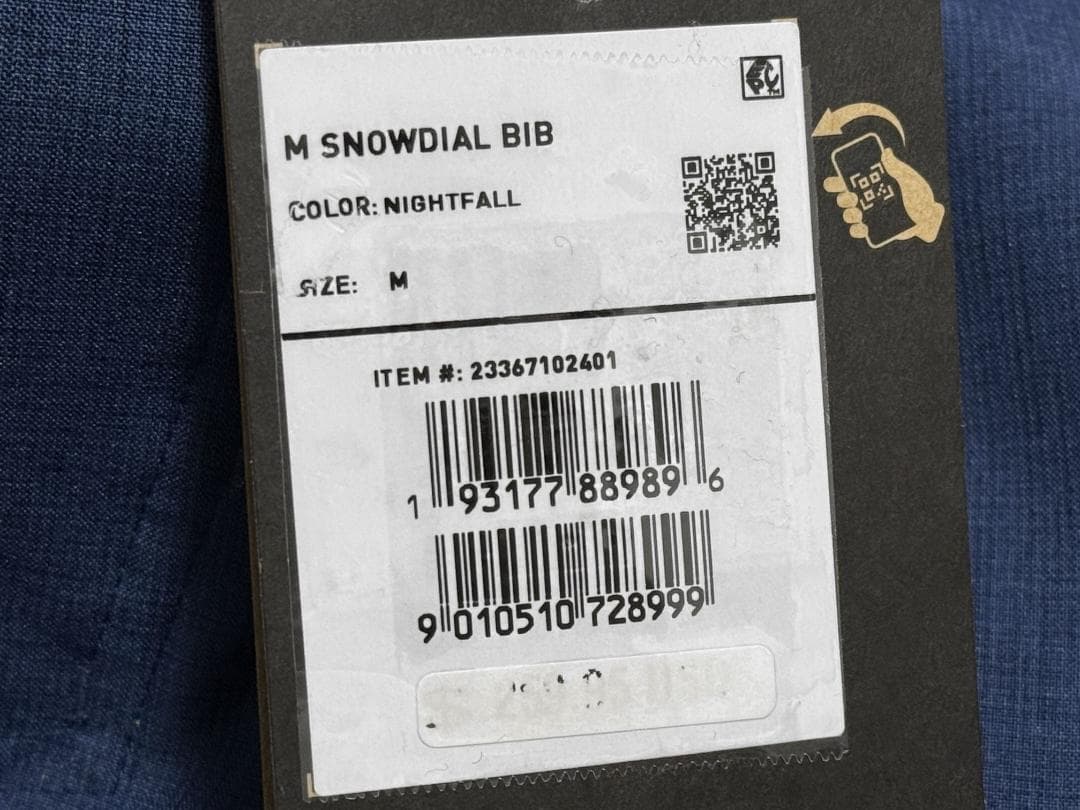 M SNOWDIAL BIB
COLOR: NIGHTFALL
SIZE: M
ITEM #: 23367102401
1 93177 88989 6
9 010510 728999